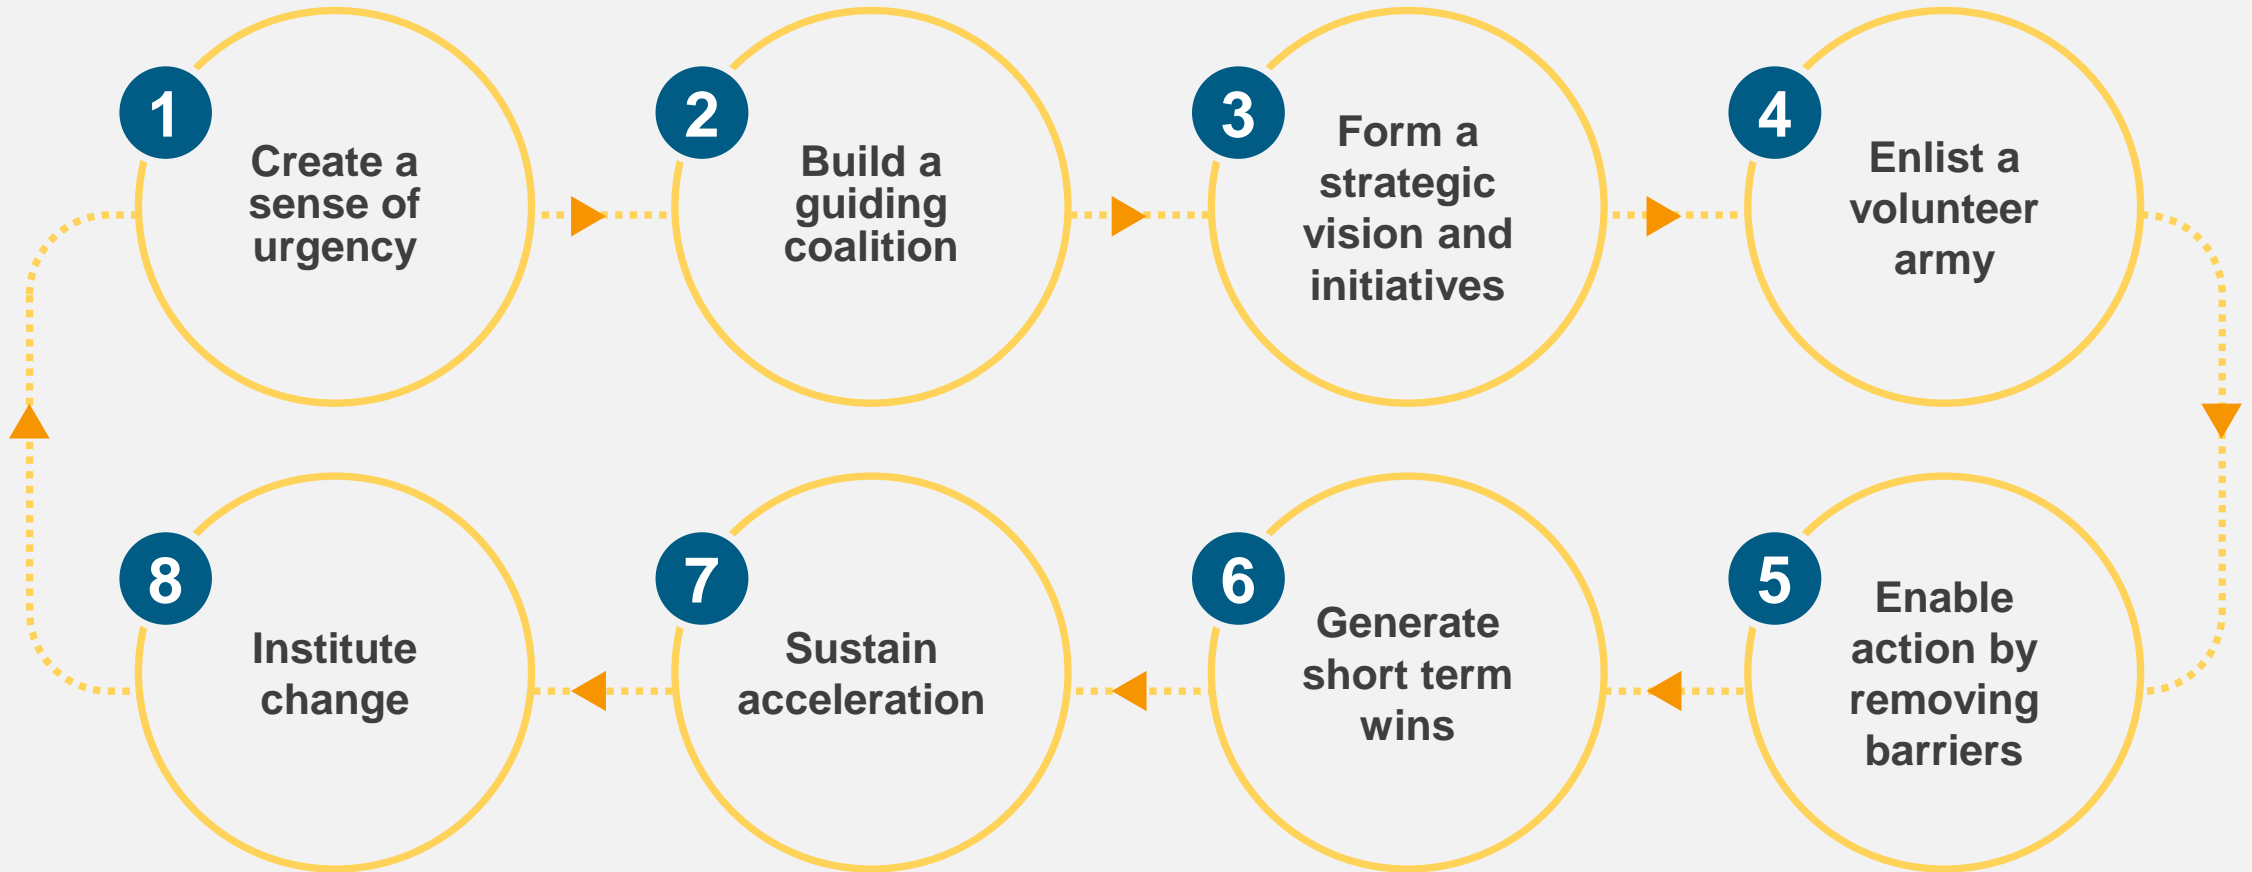 1
Create a
sense of
urgency
2
Build a
guiding
coalition
3
Form a
strategic
vision and
initiatives
4
Enlist a
volunteer
army
5
Enable
action by
removing
barriers
6
Generate
short term
wins
7
Sustain
acceleration
8
Institute
change